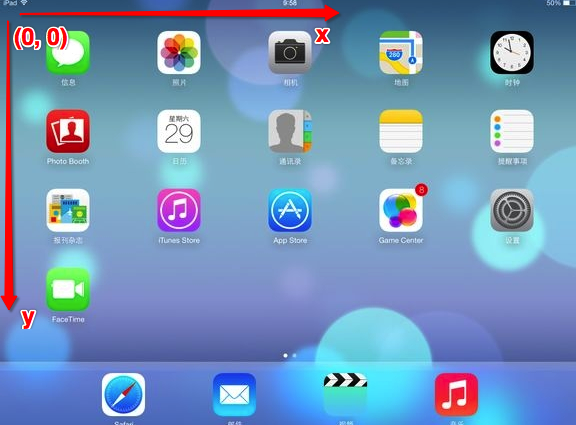 iPad 9:58 50%
(0, 0) x
信息 照片 相机 280 地图 时钟
星期六
29
Photo Booth 日历 通讯录 备忘录 提醒事项
8
报刊杂志 iTunes Store App Store Game Center 设置
FaceTime
y
Safari 邮件 视频 音乐